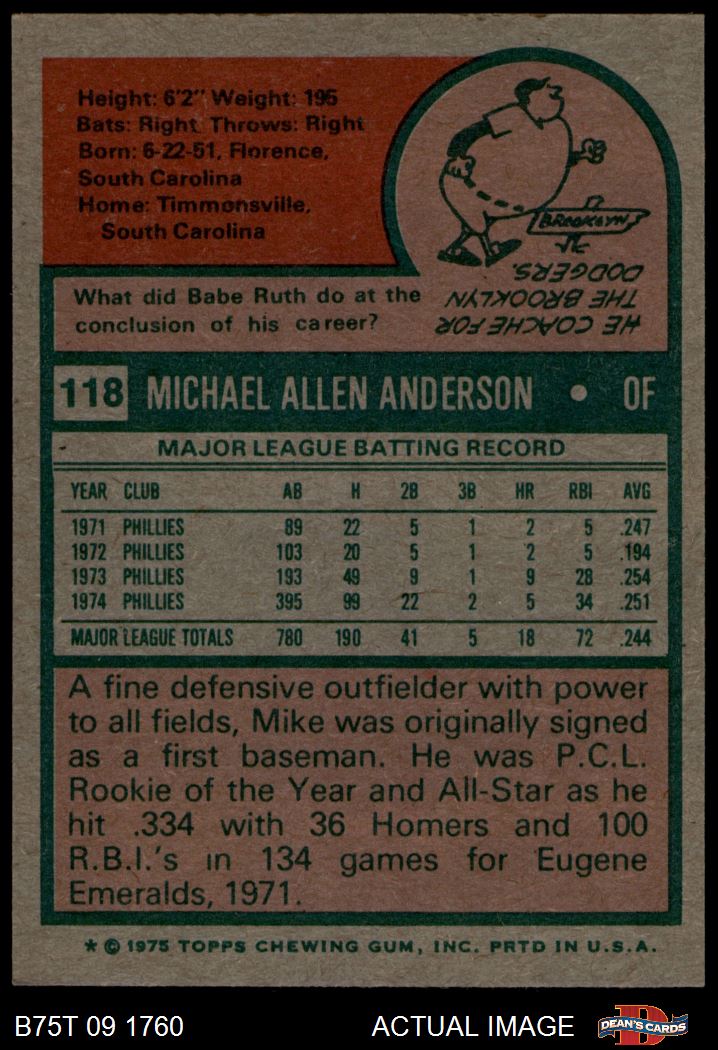 Height: 6'2" Weight: 195
Bats: Right Throws: Right
Born: 6-22-51, Florence,
South Carolina
Home: Timmonsville,
South Carolina
BROOKLYN
HE COACHE FOR
THE BROOKLYN
DODGERS.
What did Babe Ruth do at the
conclusion of his career?
118 MICHAEL ALLEN ANDERSON • OF
MAJOR LEAGUE BATTING RECORD
YEAR CLUB AB H 2B 3B HR RBI AVG
1971 PHILLIES 89 22 5 1 2 5 .247
1972 PHILLIES 103 20 5 1 2 5 .194
1973 PHILLIES 193 49 9 1 9 28 .254
1974 PHILLIES 395 99 22 2 5 34 .251
MAJOR LEAGUE TOTALS 780 190 41 5 18 72 .244
A fine defensive outfielder with power
to all fields, Mike was originally signed
as a first baseman. He was P.C.L.
Rookie of the Year and All-Star as he
hit .334 with 36 Homers and 100
R.B.I.'s in 134 games for Eugene
Emeralds, 1971.
* © 1975 TOPPS CHEWING GUM, INC. PRTD IN U.S.A.
B75T 09 1760 ACTUAL IMAGE D DEAN'S CARDS